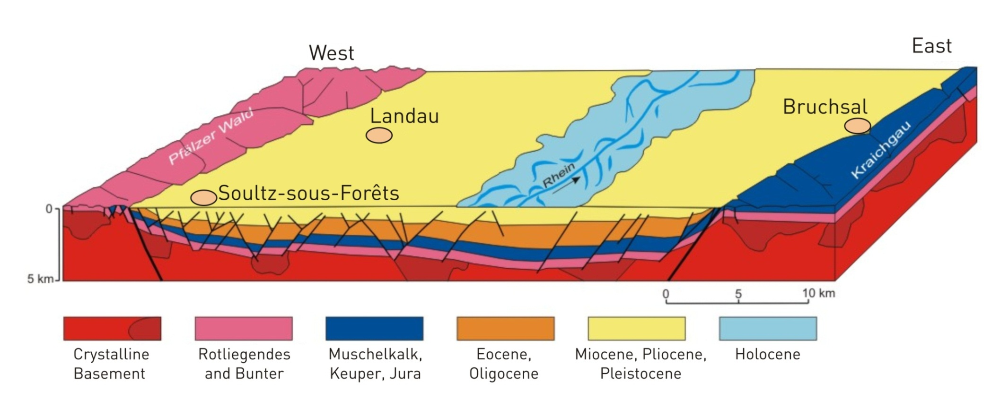 West
East
Landau
Bruchsal
Pfälzer Wald
Kraichgau
Rhein
Soultz-sous-Forêts
0
5 km
0 5 10 km
Crystalline
Basement
Rotliegendes
and Bunter
Muschelkalk,
Keuper, Jura
Eocene,
Oligocene
Miocene, Pliocene,
Pleistocene
Holocene